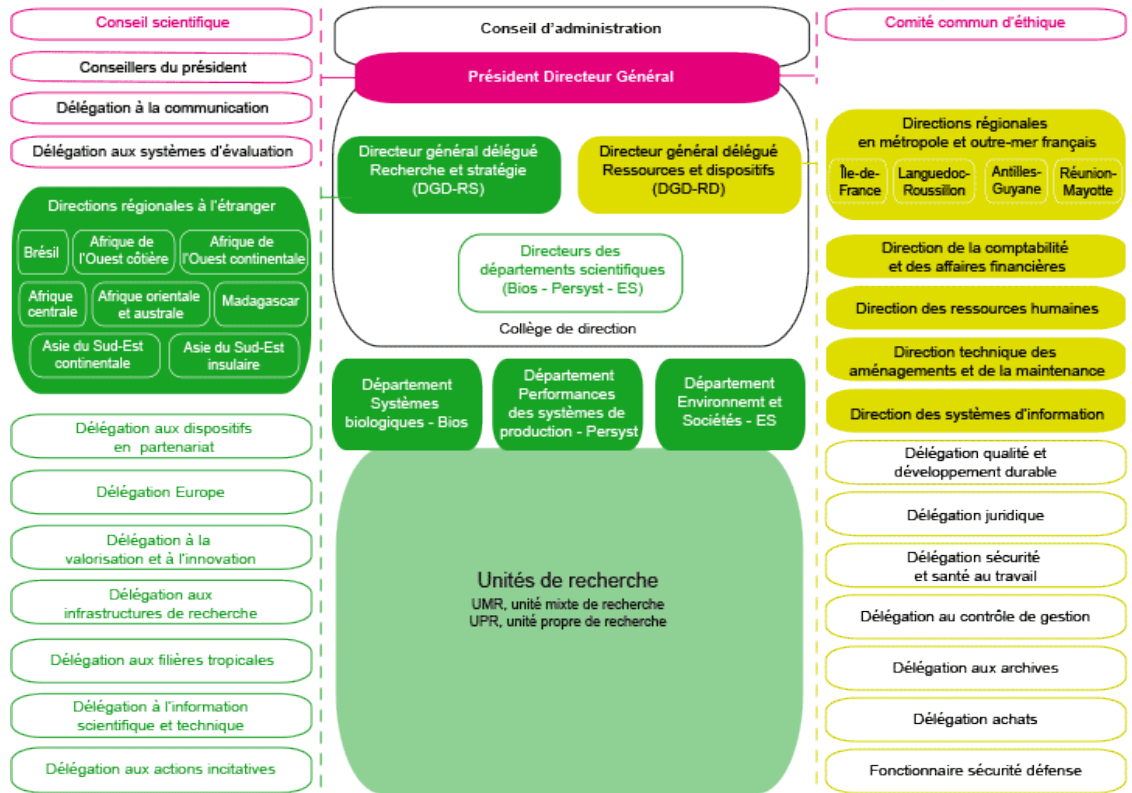 Conseil scientifique
Conseillers du président
Délégation à la communication
Délégation aux systèmes d'évaluation
Directions régionales à l'étranger
Brésil
Afrique de
l'Ouest côtière
Afrique de
l'Ouest continentale
Afrique
centrale
Afrique orientale
et australe
Madagascar
Asie du Sud-Est
continentale
Asie du Sud-Est
insulaire
Délégation aux dispositifs
en partenariat
Délégation Europe
Délégation à la
valorisation et à l'innovation
Délégation aux
infrastructures de recherche
Délégation aux filières tropicales
Délégation à l'information
scientifique et technique
Délégation aux actions incitatives
Conseil d'administration
Président Directeur Général
Directeur général délégué
Recherche et stratégie
(DGD-RS)
Directeur général délégué
Ressources et dispositifs
(DGD-RD)
Directeurs des
départements scientifiques
(Bios - Persyst - ES)
Collège de direction
Département
Systèmes
biologiques - Bios
Département
Performances
des systèmes de
production - Persyst
Département
Environnemt et
Sociétés - ES
Unités de recherche
UMR, unité mixte de recherche
UPR, unité propre de recherche
Comité commun d'éthique
Directions régionales
en métropole et outre-mer français
Île-de-
France
Languedoc-
Roussillon
Antilles-
Guyane
Réunion-
Mayotte
Direction de la comptabilité
et des affaires financières
Direction des ressources humaines
Direction technique des
aménagements et de la maintenance
Direction des systèmes d'information
Délégation qualité et
développement durable
Délégation juridique
Délégation sécurité
et santé au travail
Délégation au contrôle de gestion
Délégation aux archives
Délégation achats
Fonctionnaire sécurité défense